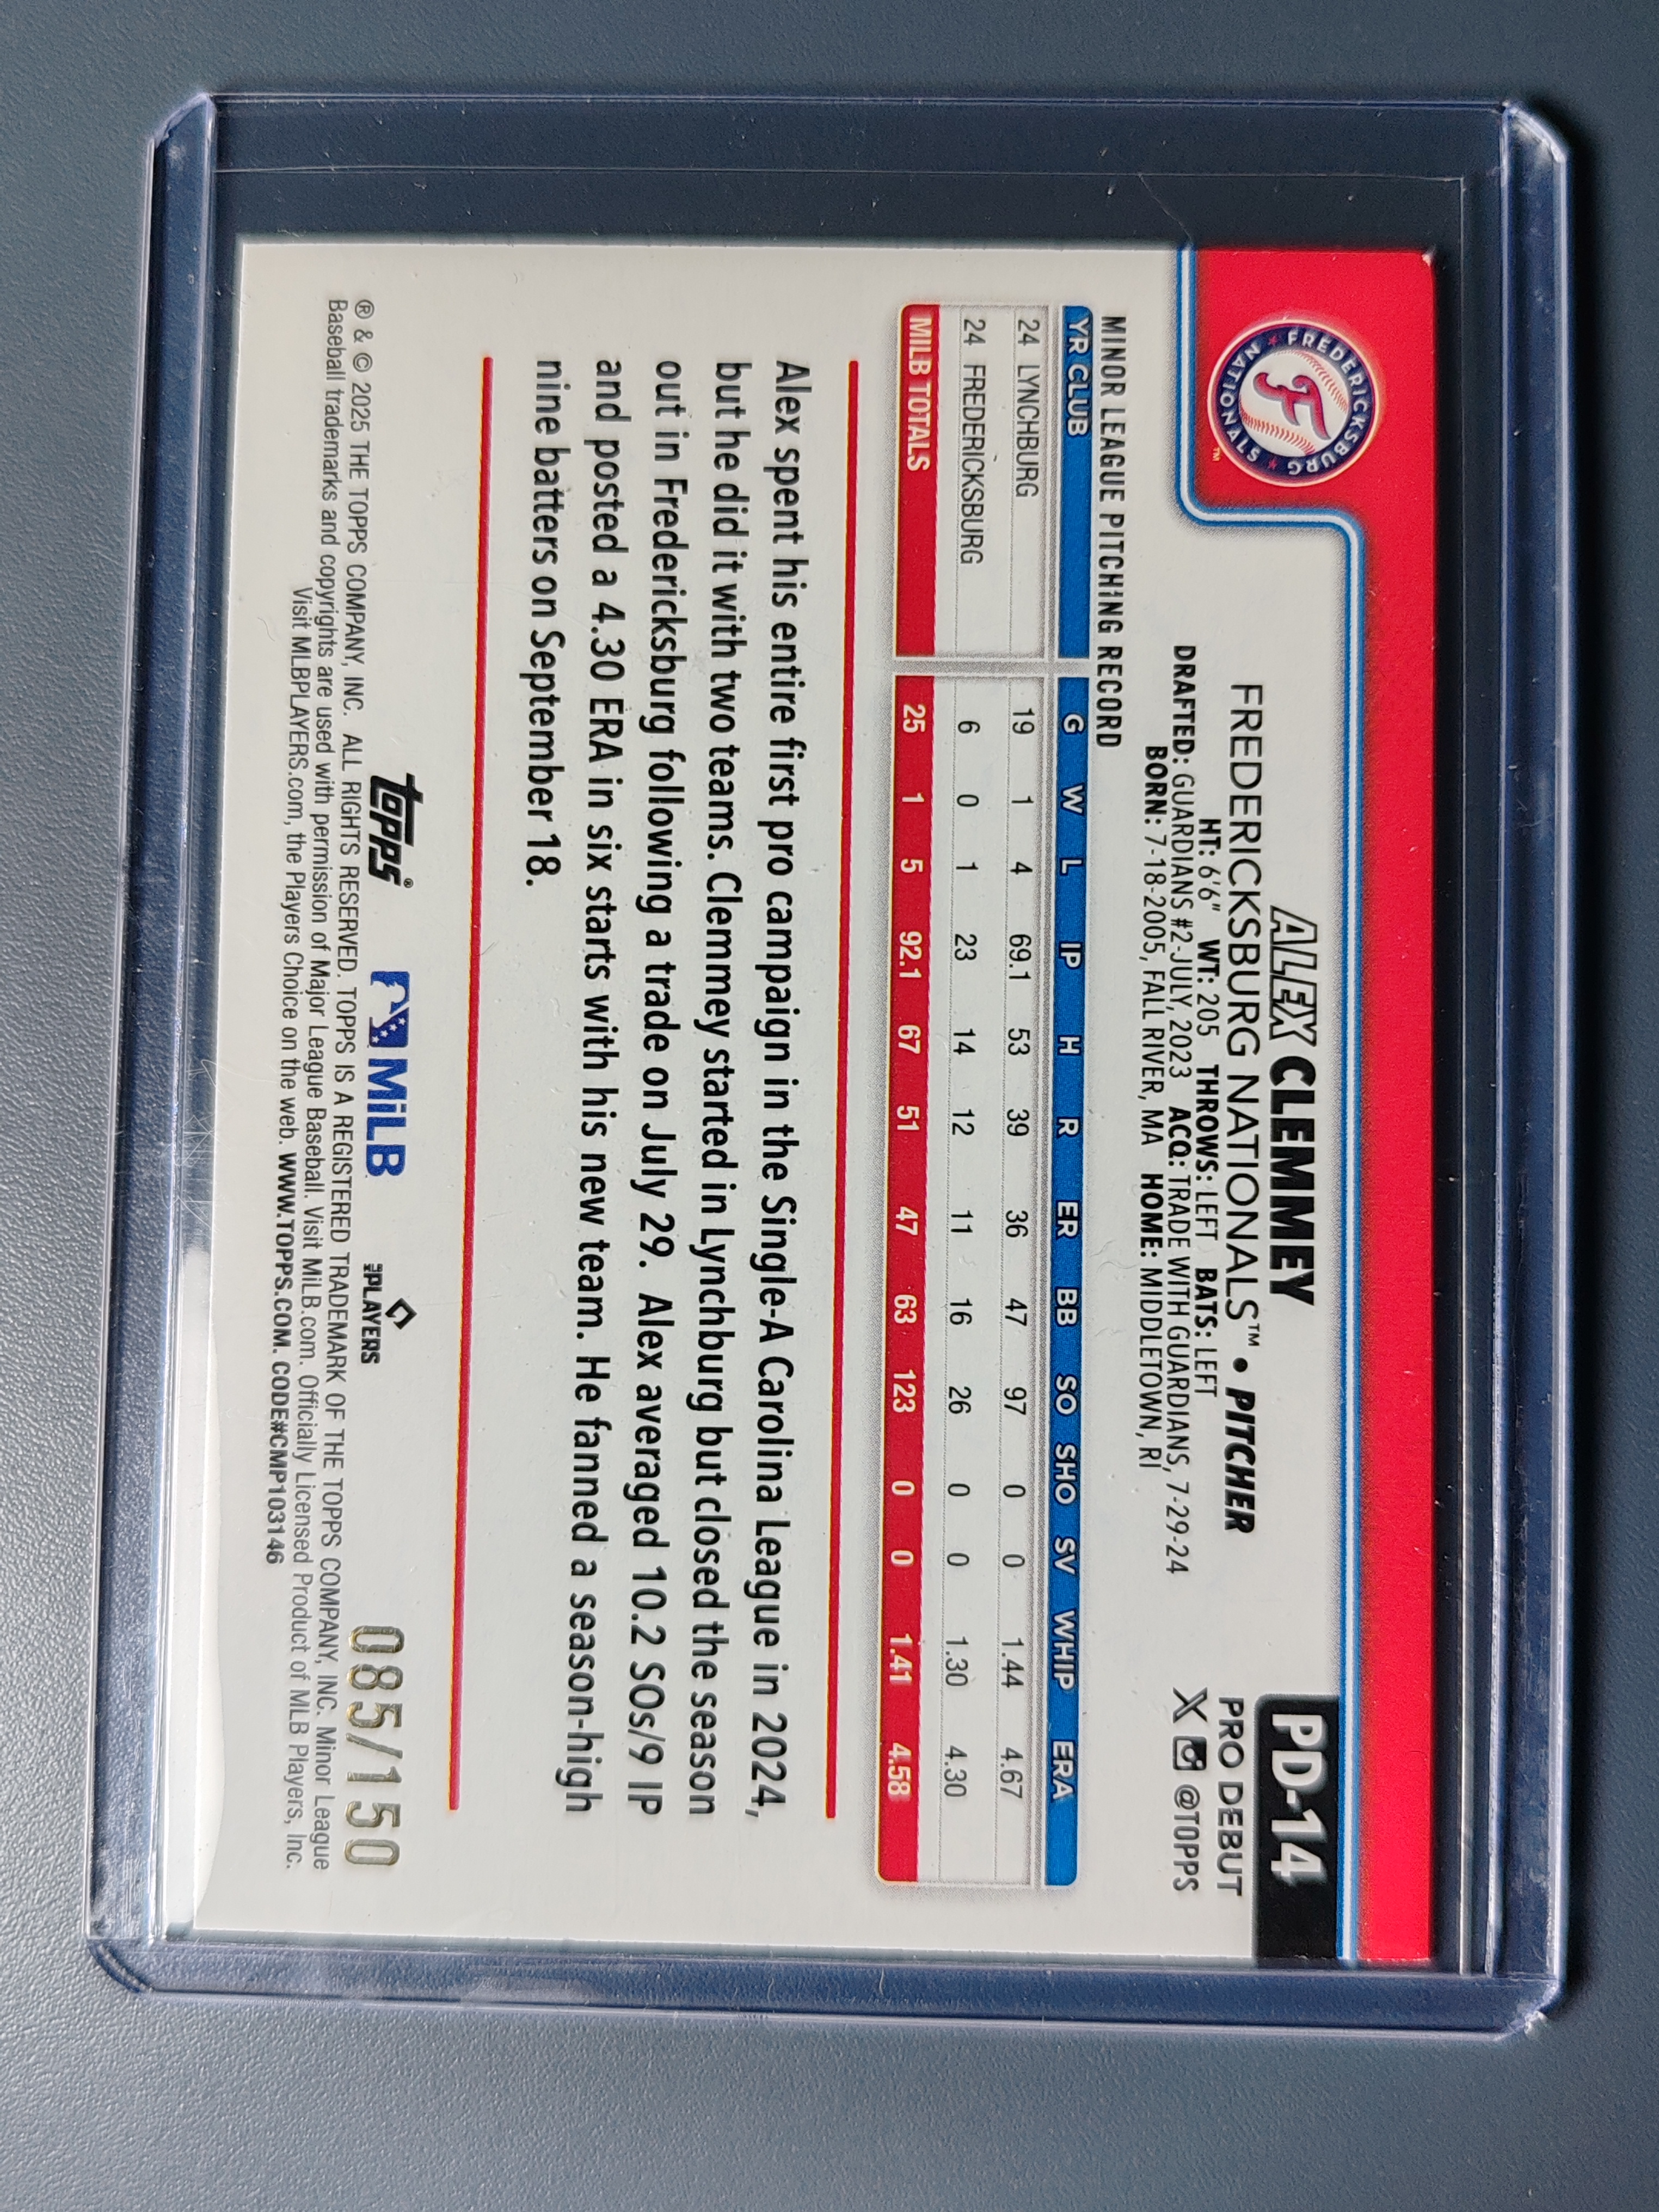 FREDERICKSBURG
NATIONALS™
F
ALEX CLEMMEY
FREDERICKSBURG NATIONALS™ • PITCHER
HT: 6'6" WT: 205 THROWS: LEFT BATS: LEFT
DRAFTED: GUARDIANS #2-JULY, 2023 ACQ: TRADE WITH GUARDIANS, 7-29-24
BORN: 7-18-2005, FALL RIVER, MA HOME: MIDDLETOWN, RI
PD-14
PRO DEBUT
X @TOPPS
MINOR LEAGUE PITCHING RECORD
YR CLUB G W L IP H R ER BB SO SHO SV WHIP ERA
24 LYNCHBURG 19 1 4 69.1 53 39 36 47 97 0 0 1.44 4.67
24 FREDERICKSBURG 6 0 1 23 14 12 11 16 26 0 0 1.30 4.30
MILB TOTALS 25 1 5 92.1 67 51 47 63 123 0 0 1.41 4.58
Alex spent his entire first pro campaign in the Single-A Carolina League in 2024,
but he did it with two teams. Clemmey started in Lynchburg but closed the season
out in Fredericksburg following a trade on July 29. Alex averaged 10.2 SOs/9 IP
and posted a 4.30 ERA in six starts with his new team. He fanned a season-high
nine batters on September 18.
topps® MiLB PLAYERS
085/150
® & © 2025 THE TOPPS COMPANY, INC. ALL RIGHTS RESERVED. TOPPS IS A REGISTERED TRADEMARK OF THE TOPPS COMPANY, INC. Minor League
Baseball trademarks and copyrights are used with permission of Major League Baseball. Visit MiLB.com. Officially Licensed Product of MLB Players, Inc.
Visit MLBPLAYERS.com, the Players Choice on the web. WWW.TOPPS.COM. CODE#CMP103146